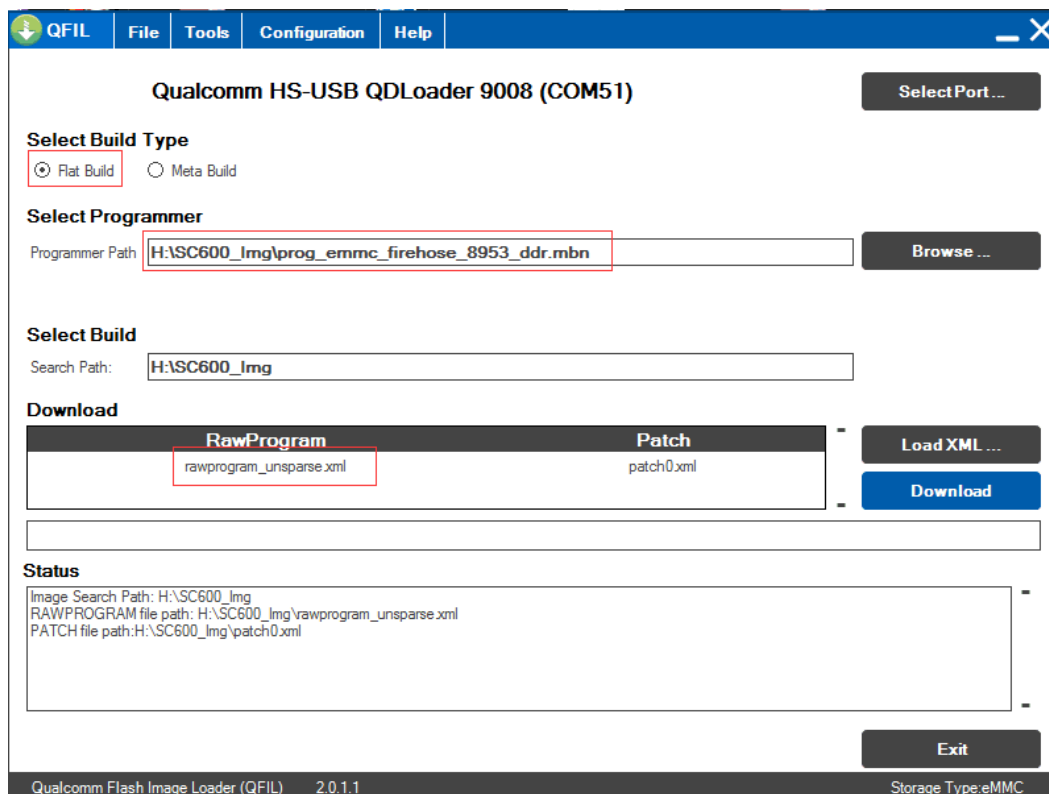 QFIL File Tools Configuration Help
Qualcomm HS-USB QDLoader 9008 (COM51)
Select Port ...
Select Build Type
Flat Build Meta Build
Select Programmer
Programmer Path H:\SC600_Img\prog_emmc_firehose_8953_ddr.mbn
Browse ...
Select Build
Search Path: H:\SC600_Img
Download
RawProgram Patch
Load XML ...
rawprogram_unsparse.xml patch0.xml
Download
Status
Image Search Path: H:\SC600_Img
RAWPROGRAM file path: H:\SC600_Img\rawprogram_unsparse.xml
PATCH file path:H:\SC600_Img\patch0.xml
Exit
Qualcomm Flash Image Loader (QFIL) 2.0.1.1 Storage Type:eMMC